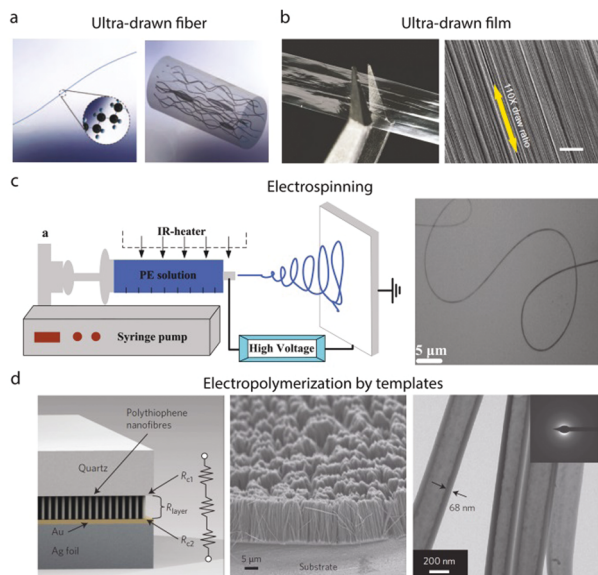 a
Ultra-drawn fiber
b
Ultra-drawn film
110X draw ratio
c
Electrospinning
a
IR-heater
PE solution
Syringe pump
High Voltage
5 μm
d
Electropolymerization by templates
Polythiophene
nanofibres
Quartz
Rc1
Rlayer
Au
Rc2
Ag foil
5 μm
Substrate
68 nm
200 nm